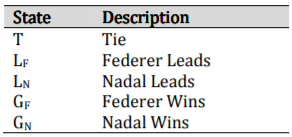 State Description
T Tie
LF Federer Leads
LN Nadal Leads
GF Federer Wins
GN Nadal Wins